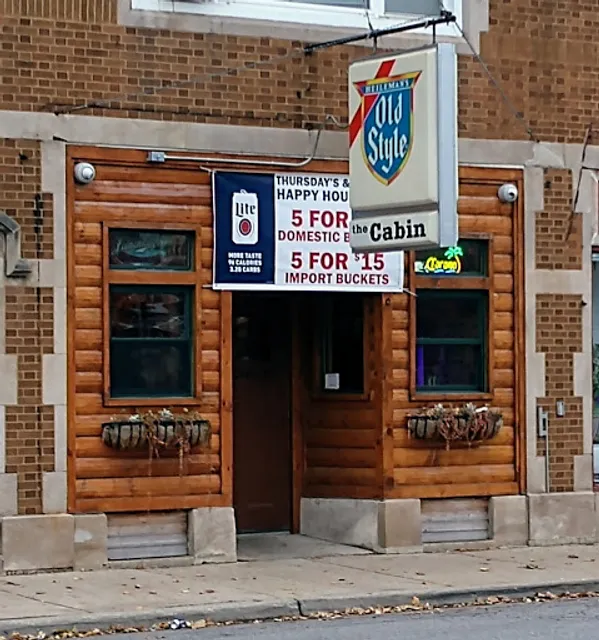 HEILEMAN'S
Old
Style
the Cabin
Lite
MORE TASTE
96 CALORIES
3.2G CARBS
THURSDAY'S &
HAPPY HOU
5 FOR
DOMESTIC B
5 FOR $15
IMPORT BUCKETS
Corona